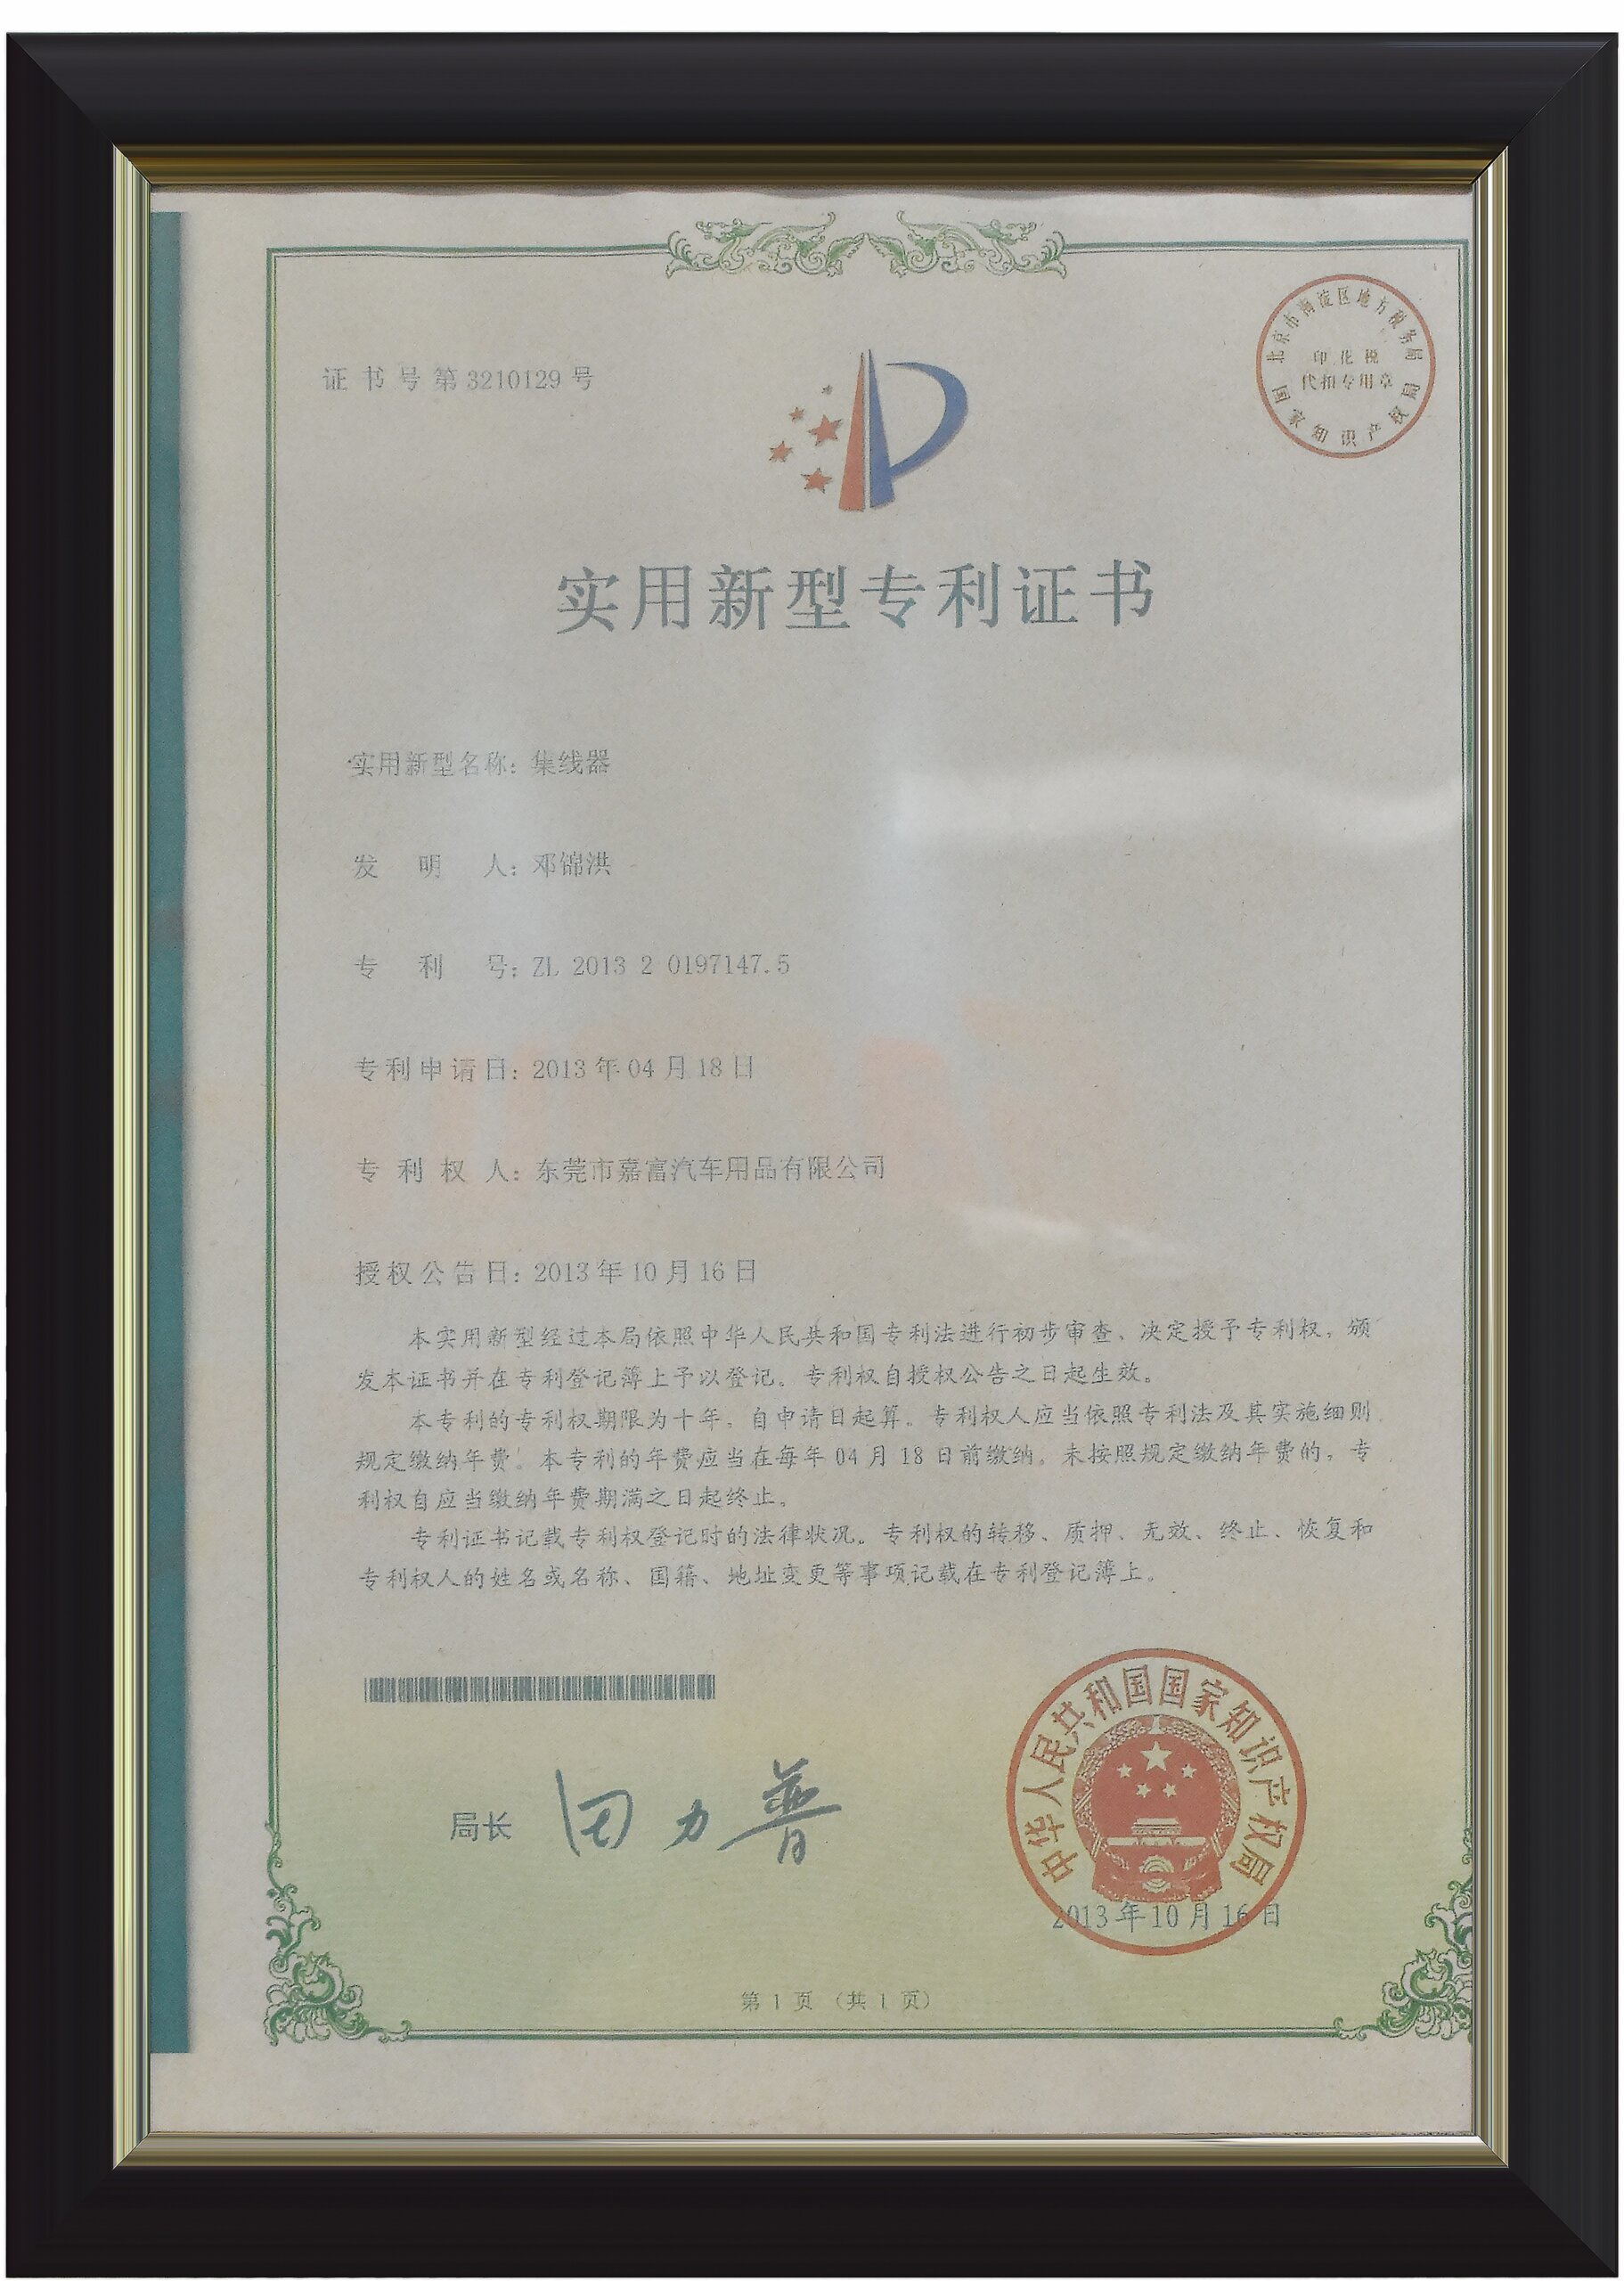 证书号第3210129号
北京市海淀区地方税务局
印花税
代扣专用章
国家知识产权局
实用新型专利证书
实用新型名称：集线器
发明人：邓锦洪
专利号：ZL 2013 2 0197147.5
专利申请日：2013年04月18日
专利权人：东莞市嘉富汽车用品有限公司
授权公告日：2013年10月16日
本实用新型经过本局依照中华人民共和国专利法进行初步审查，决定授予专利权，颁
发本证书并在专利登记簿上予以登记。专利权自授权公告之日起生效。
本专利的专利权期限为十年，自申请日起算。专利权人应当依照专利法及其实施细则
规定缴纳年费。本专利的年费应当在每年04月18日前缴纳。未按照规定缴纳年费的，专
利权自应当缴纳年费期满之日起终止。
专利证书记载专利权登记时的法律状况。专利权的转移、质押、无效、终止、恢复和
专利权人的姓名或名称、国籍、地址变更等事项记载在专利登记簿上。
局长 田力普
中华人民共和国国家知识产权局
2013年10月16日
第1页（共1页）